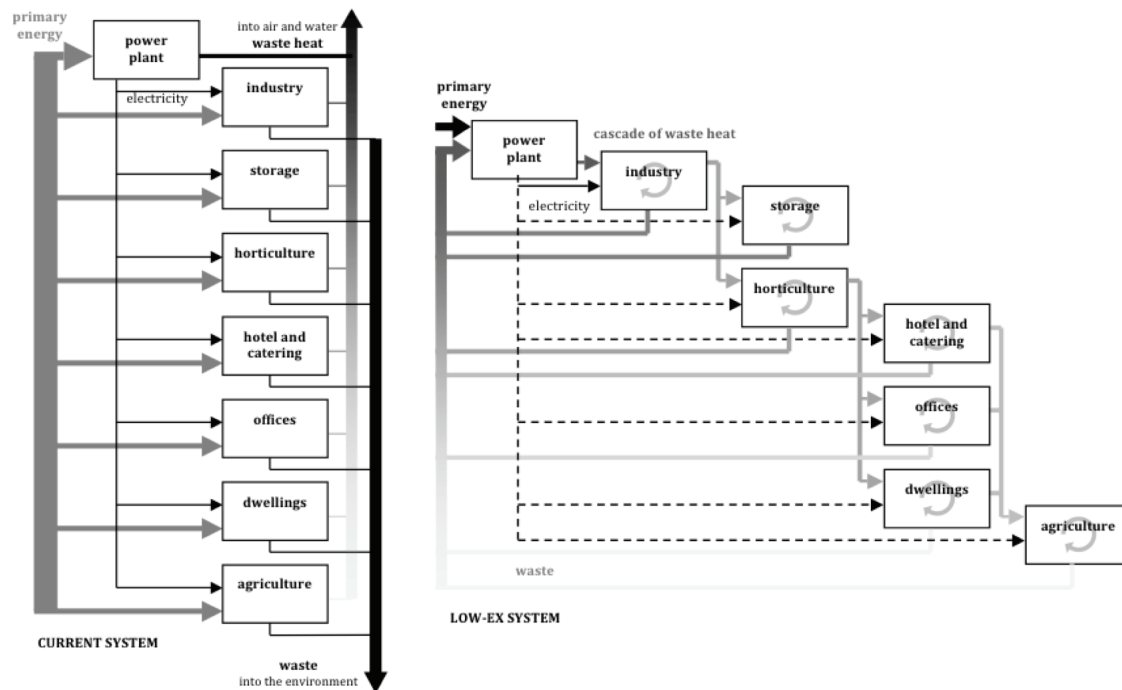 primary
energy
power
plant
into air and water
waste heat
electricity
industry
storage
horticulture
hotel and
catering
offices
dwellings
agriculture
CURRENT SYSTEM
waste
into the environment
primary
energy
power
plant
cascade of waste heat
industry
electricity
storage
horticulture
hotel and
catering
offices
dwellings
agriculture
waste
LOW-EX SYSTEM